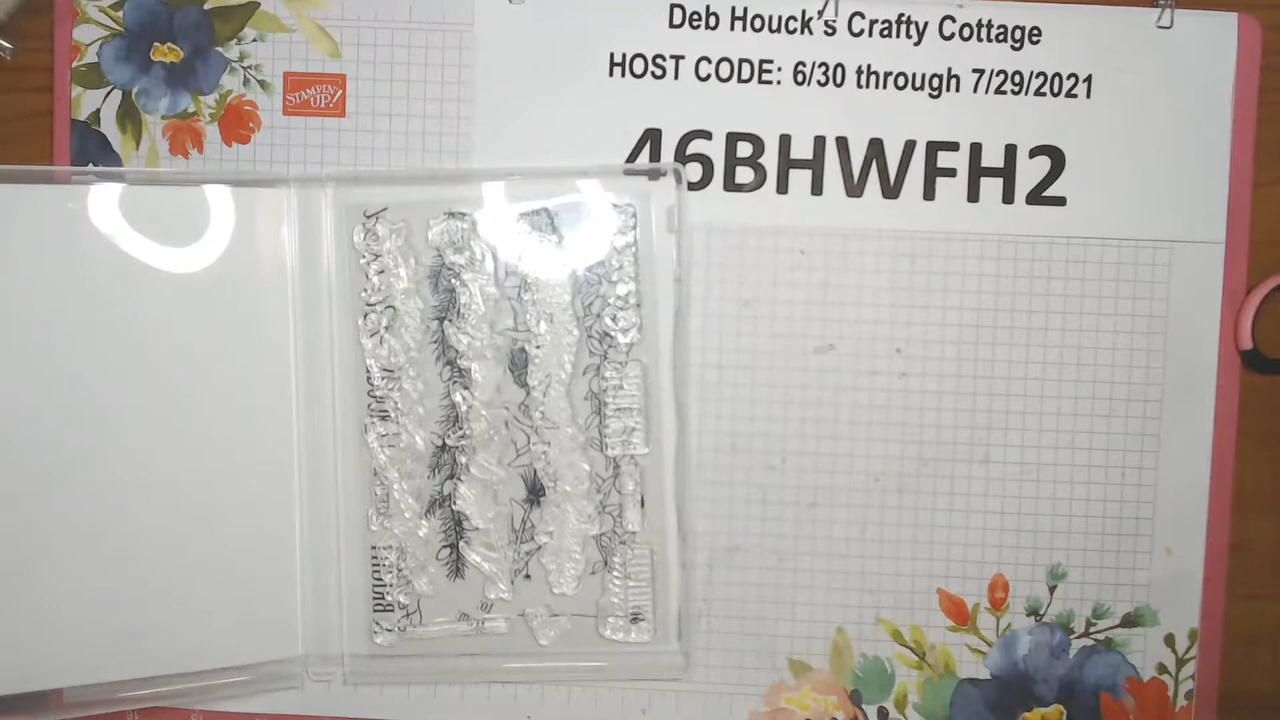 Deb Houck's Crafty Cottage
HOST CODE: 6/30 through 7/29/2021
STAMPIN' UP!
46BHWFH2